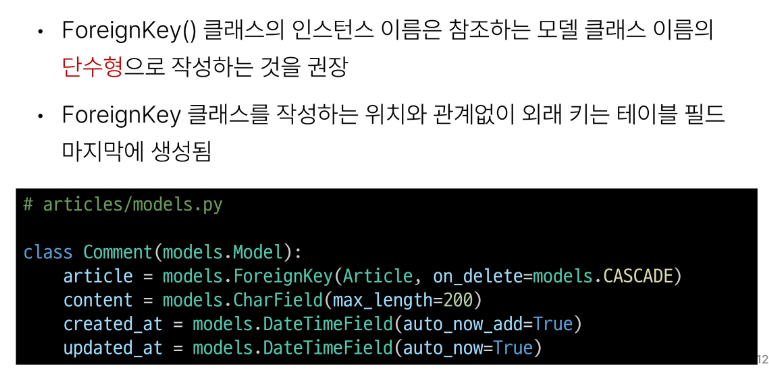 • ForeignKey() 클래스의 인스턴스 이름은 참조하는 모델 클래스 이름의
단수형으로 작성하는 것을 권장
• ForeignKey 클래스를 작성하는 위치와 관계없이 외래 키는 테이블 필드
마지막에 생성됨
# articles/models.py
class Comment(models.Model):
    article = models.ForeignKey(Article, on_delete=models.CASCADE)
    content = models.CharField(max_length=200)
    created_at = models.DateTimeField(auto_now_add=True)
    updated_at = models.DateTimeField(auto_now=True)
12